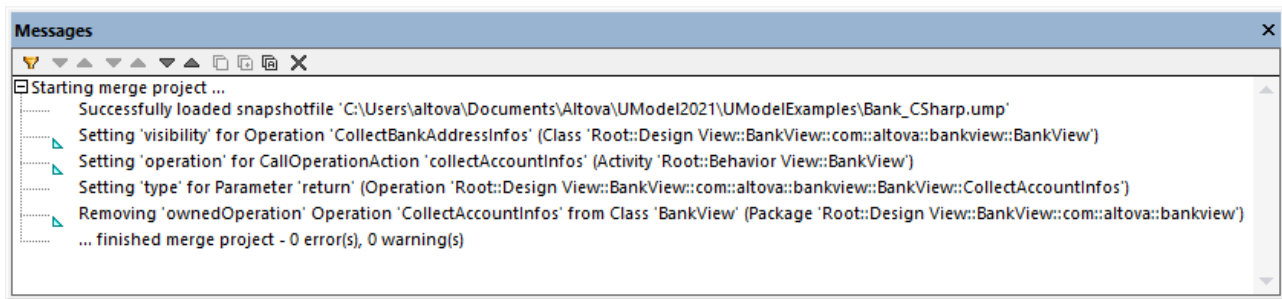 Messages
Starting merge project ...
Successfully loaded snapshotfile 'C:\Users\altova\Documents\Altova\UModel2021\UModelExamples\Bank_CSharp.ump'
Setting 'visibility' for Operation 'CollectBankAddressInfos' (Class 'Root::Design View::BankView::com::altova::bankview::BankView')
Setting 'operation' for CallOperationAction 'collectAccountInfos' (Activity 'Root::Behavior View::BankView')
Setting 'type' for Parameter 'return' (Operation 'Root::Design View::BankView::com::altova::bankview::BankView::CollectAccountInfos')
Removing 'ownedOperation' Operation 'CollectAccountInfos' from Class 'BankView' (Package 'Root::Design View::BankView::com::altova::bankview')
... finished merge project - 0 error(s), 0 warning(s)